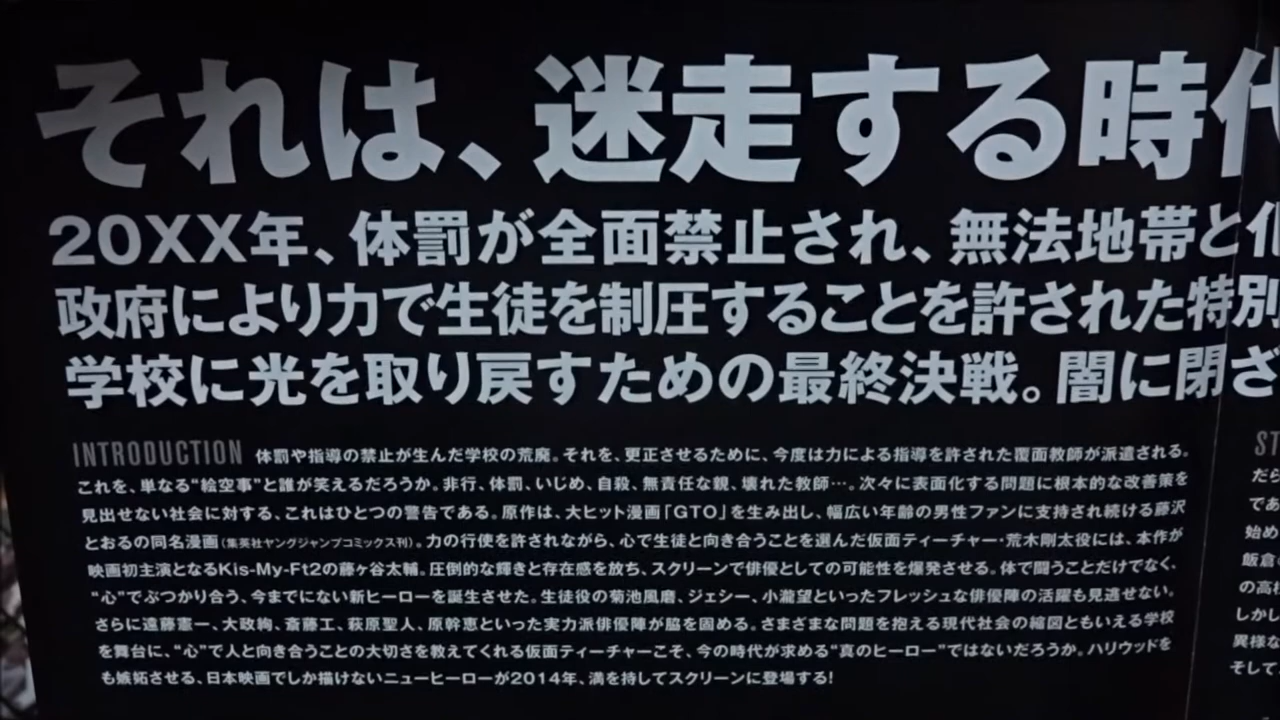 それは、迷走する時代
20XX年、体罰が全面禁止され、無法地帯と化
政府により力で生徒を制圧することを許された特別
学校に光を取り戻すための最終決戦。闇に閉ざ
INTRODUCTION 体罰や指導の禁止が生んだ学校の荒廃。それを、更正させるために、今度は力による指導を許された覆面教師が派遣される。
これを、単なる“絵空事”と誰が笑えるだろうか。非行、体罰、いじめ、自殺、無責任な親、壊れた教師…。次々に表面化する問題に根本的な改善策を
見出せない社会に対する、これはひとつの警告である。原作は、大ヒット漫画「GTO」を生み出し、幅広い年齢の男性ファンに支持され続ける藤沢
とおるの同名漫画(集英社ヤングジャンプコミックス刊)。力の行使を許されながら、心で生徒と向き合うことを選んだ仮面ティーチャー・荒木剛太役には、本作が
映画初主演となるKis-My-Ft2の藤ヶ谷太輔。圧倒的な輝きと存在感を放ち、スクリーンで俳優としての可能性を爆発させる。体で闘うことだけでなく、
“心”でぶつかり合う、今までにない新ヒーローを誕生させた。生徒役の菊池風磨、ジェシー、小瀧望といったフレッシュな俳優陣の活躍も見逃せない。
さらに遠藤憲一、大政絢、斎藤工、萩原聖人、原幹恵といった実力派俳優陣が脇を固める。さまざまな問題を抱える現代社会の縮図ともいえる学校
を舞台に、“心”で人と向き合うことの大切さを教えてくれる仮面ティーチャーこそ、今の時代が求める“真のヒーロー”ではないだろうか。ハリウッドを
も嫉妬させる、日本映画でしか描けないニューヒーローが2014年、満を持してスクリーンに登場する!
ST
だら
であ
始め
飯倉
の高
しかし
異様な
そして